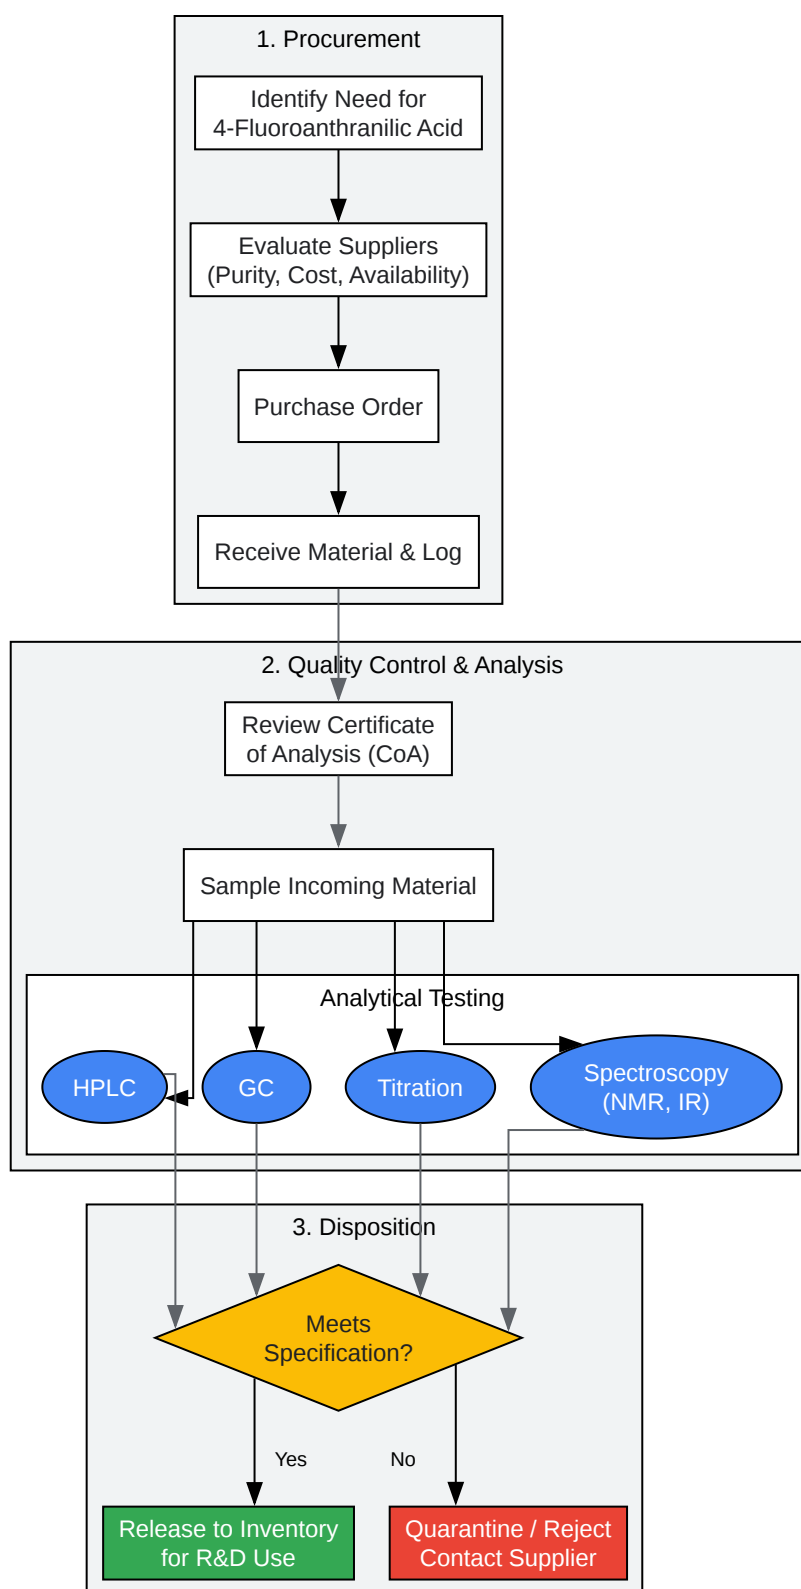 1. Procurement
Identify Need for
4-Fluoroanthranilic Acid
Evaluate Suppliers
(Purity, Cost, Availability)
Purchase Order
Receive Material & Log
2. Quality Control & Analysis
Review Certificate
of Analysis (CoA)
Sample Incoming Material
Analytical Testing
HPLC
GC
Titration
Spectroscopy
(NMR, IR)
3. Disposition
Meets
Specification?
Yes
No
Release to Inventory
for R&D Use
Quarantine / Reject
Contact Supplier